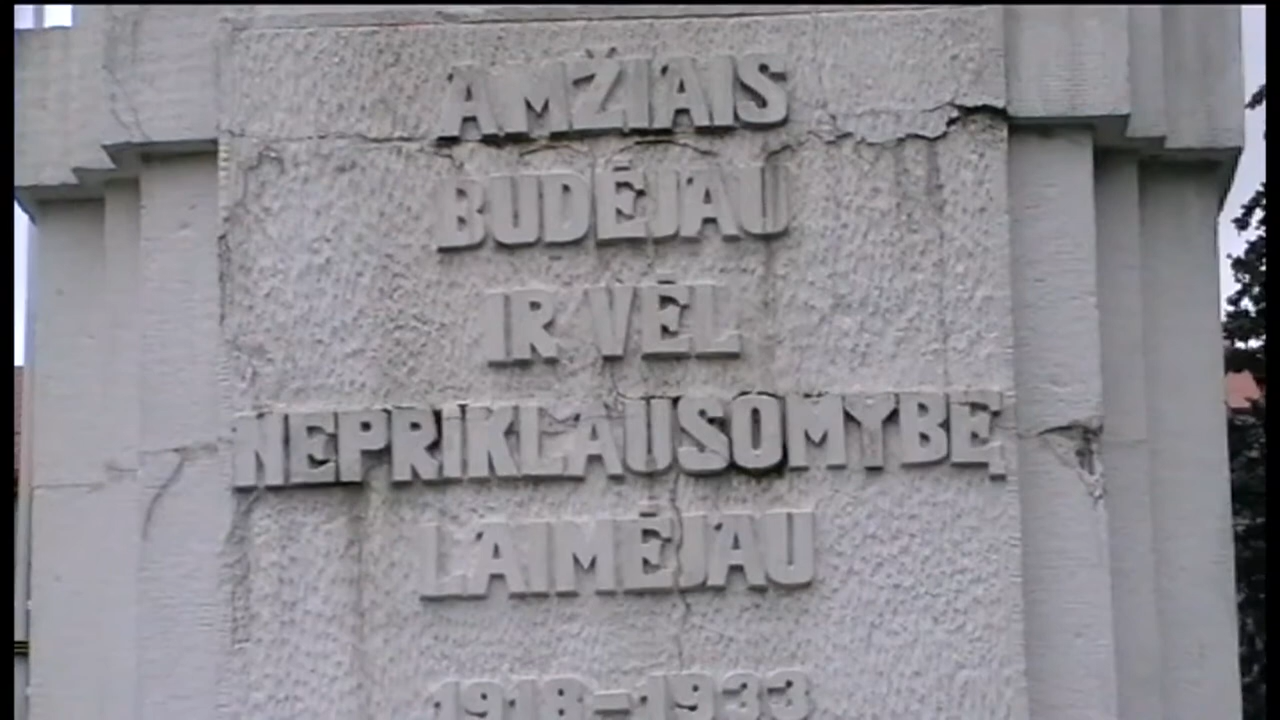 AMŽIAIS
BUDĖJAU
IR VĖL
NEPRIKLAUSOMYBĘ
LAIMĖJAU
1918-1933